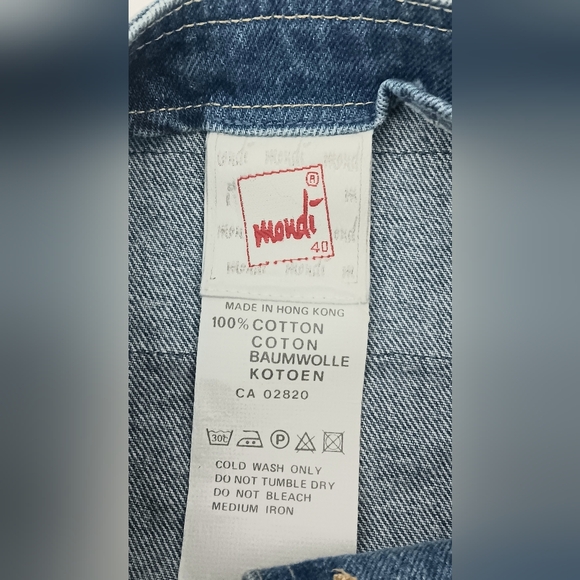 ®
mondi
40
MADE IN HONG KONG
100% COTTON
COTON
BAUMWOLLE
KOTOEN
CA 02820
30°
P
COLD WASH ONLY
DO NOT TUMBLE DRY
DO NOT BLEACH
MEDIUM IRON